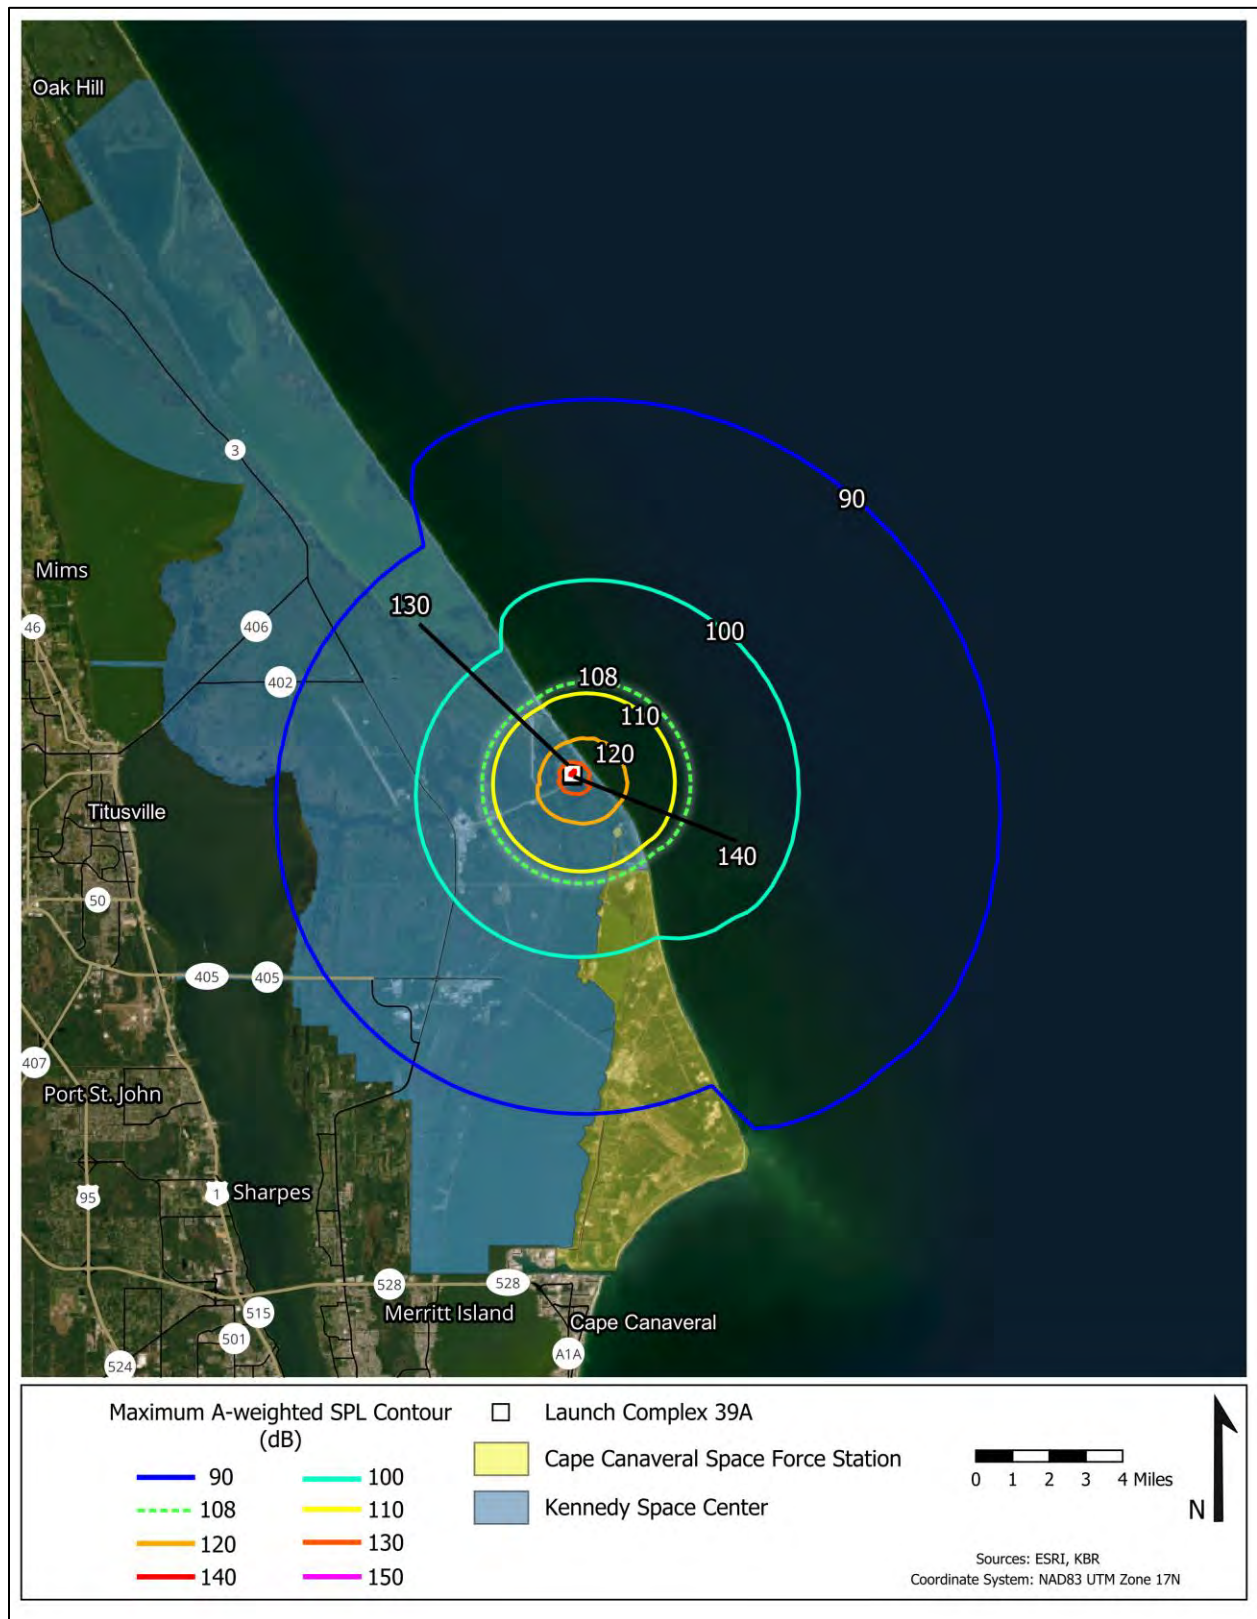 Oak Hill
3
90
Mims
130
46
406
100
402
108
110
120
Titusville
140
50
405
405
407
Port St. John
95
1
Sharpes
528
528
515
Merritt Island
Cape Canaveral
501
A1A
524
Maximum A-weighted SPL Contour
(dB)
90
100
108
110
120
130
140
150
Launch Complex 39A
Cape Canaveral Space Force Station
Kennedy Space Center
0 1 2 3 4 Miles
N
Sources: ESRI, KBR
Coordinate System: NAD83 UTM Zone 17N